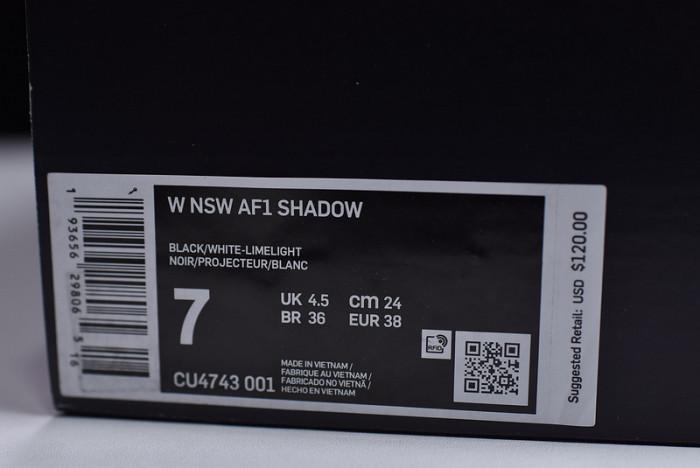 W NSW AF1 SHADOW
BLACK/WHITE-LIMELIGHT
NOIR/PROJECTEUR/BLANC
7
UK 4.5 cm 24
BR 36 EUR 38
RFID
CU4743 001
MADE IN VIETNAM /
FABRIQUE AU VIETNAM /
FABRICADO NO VIETNÃ /
HECHO EN VIETNAM
1 93656 29806 5 16
Suggested Retail: USD $120.00